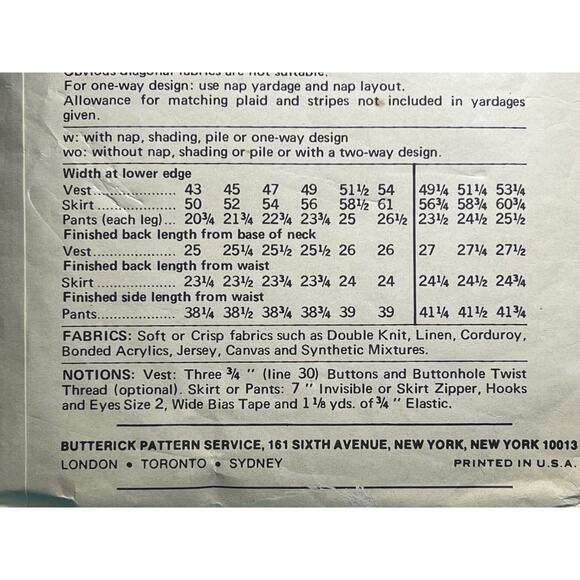 Obvious diagonal fabrics are not suitable.
For one-way design: use nap yardage and nap layout.
Allowance for matching plaid and stripes not included in yardages
given.
w: with nap, shading, pile or one-way design
wo: without nap, shading or pile or with a two-way design.
Width at lower edge
Vest.................... 43 45 47 49 51½ 54 49¼ 51¼ 53¼
Skirt.................... 50 52 54 56 58½ 61 56¾ 58¾ 60¾
Pants (each leg)... 20¾ 21¾ 22¾ 23¾ 25 26½ 23½ 24½ 25½
Finished back length from base of neck
Vest.................... 25 25¼ 25½ 25½ 26 26 27 27¼ 27½
Finished back length from waist
Skirt.................... 23¼ 23½ 23¾ 23¾ 24 24 24¼ 24½ 24¾
Finished side length from waist
Pants.................. 38¼ 38½ 38¾ 38¾ 39 39 41¼ 41½ 41¾
FABRICS: Soft or Crisp fabrics such as Double Knit, Linen, Corduroy,
Bonded Acrylics, Jersey, Canvas and Synthetic Mixtures.
NOTIONS: Vest: Three ¾ " (line 30) Buttons and Buttonhole Twist
Thread (optional). Skirt or Pants: 7 " Invisible or Skirt Zipper, Hooks
and Eyes Size 2, Wide Bias Tape and 1⅛ yds. of ¾ " Elastic.
BUTTERICK PATTERN SERVICE, 161 SIXTH AVENUE, NEW YORK, NEW YORK 10013
LONDON • TORONTO • SYDNEY PRINTED IN U.S.A.